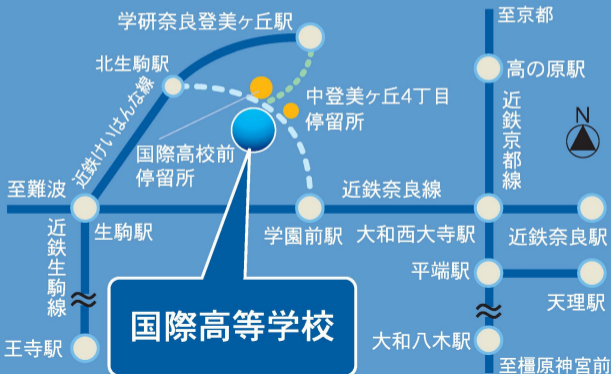 至京都
学研奈良登美ヶ丘駅
北生駒駅
高の原駅
中登美ヶ丘4丁目
停留所
近鉄けいはんな線
近鉄京都線
N
国際高校前
停留所
至難波
近鉄奈良線
生駒駅
学園前駅
大和西大寺駅
近鉄奈良駅
近鉄生駒線
平端駅
天理駅
国際高等学校
王寺駅
大和八木駅
至橿原神宮前